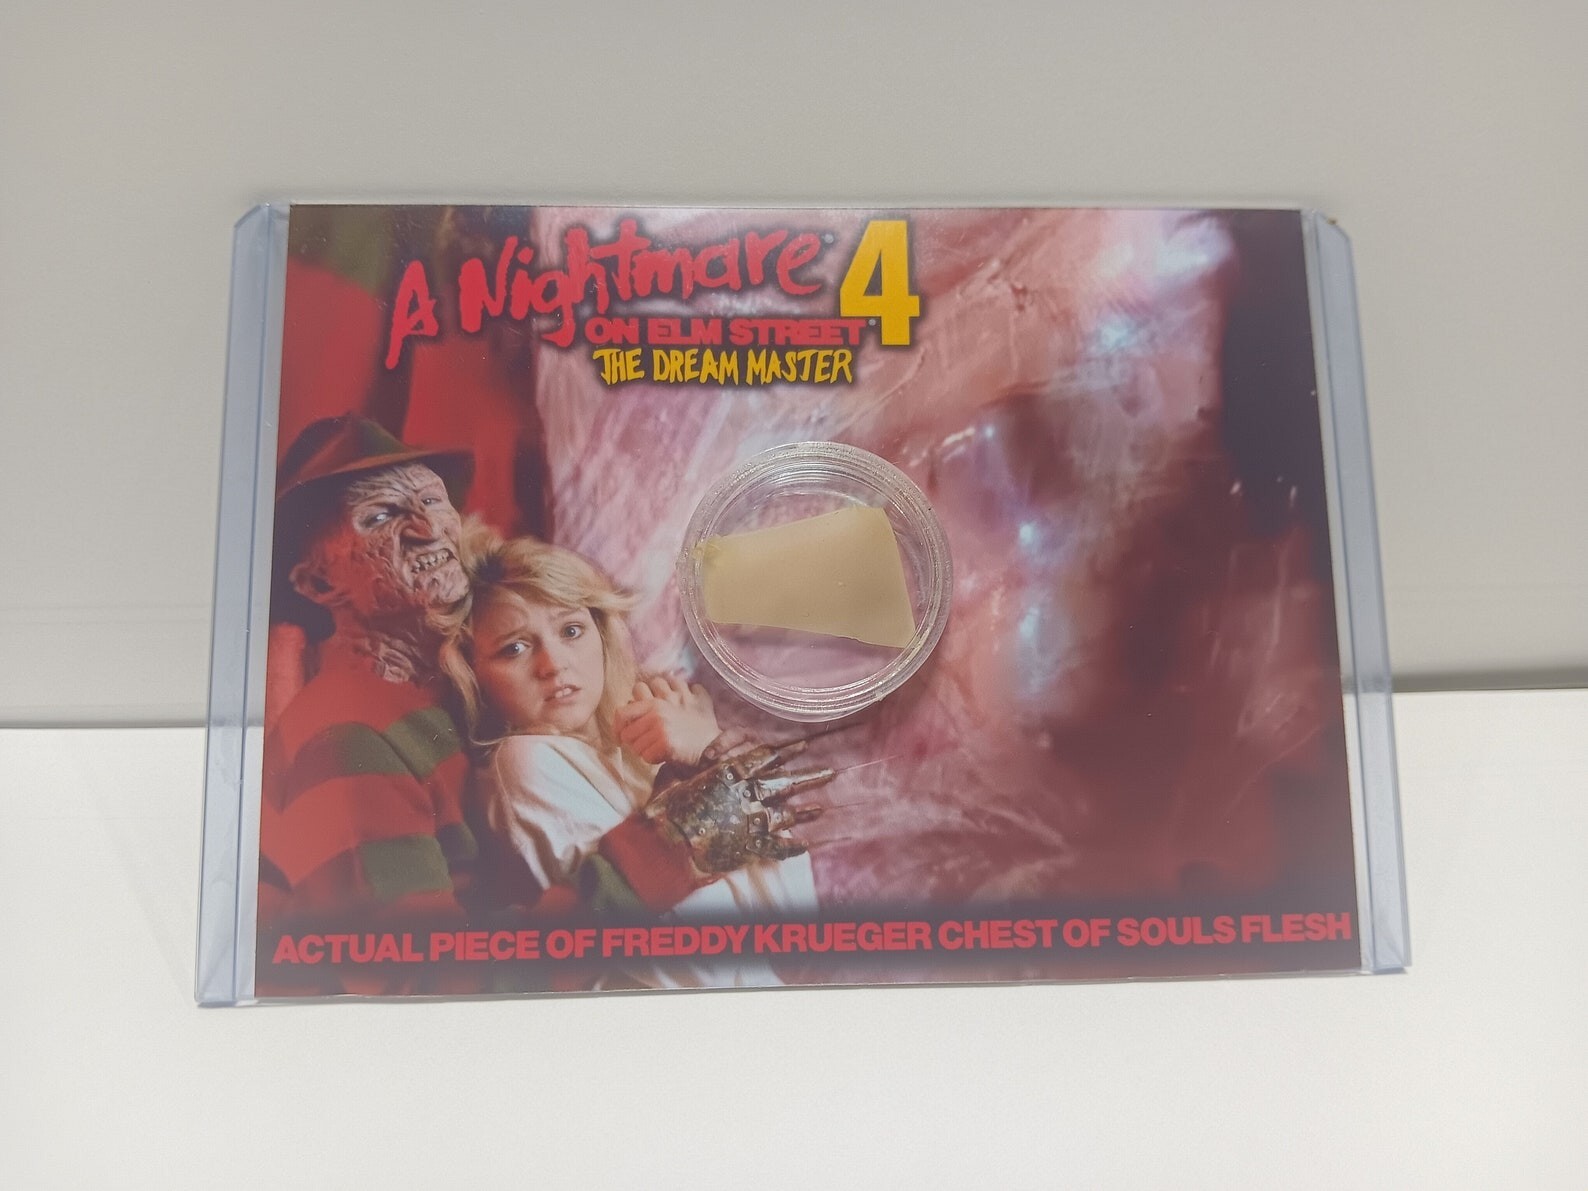 A Nightmare 4
ON ELM STREET
THE DREAM MASTER
ACTUAL PIECE OF FREDDY KRUEGER CHEST OF SOULS FLESH